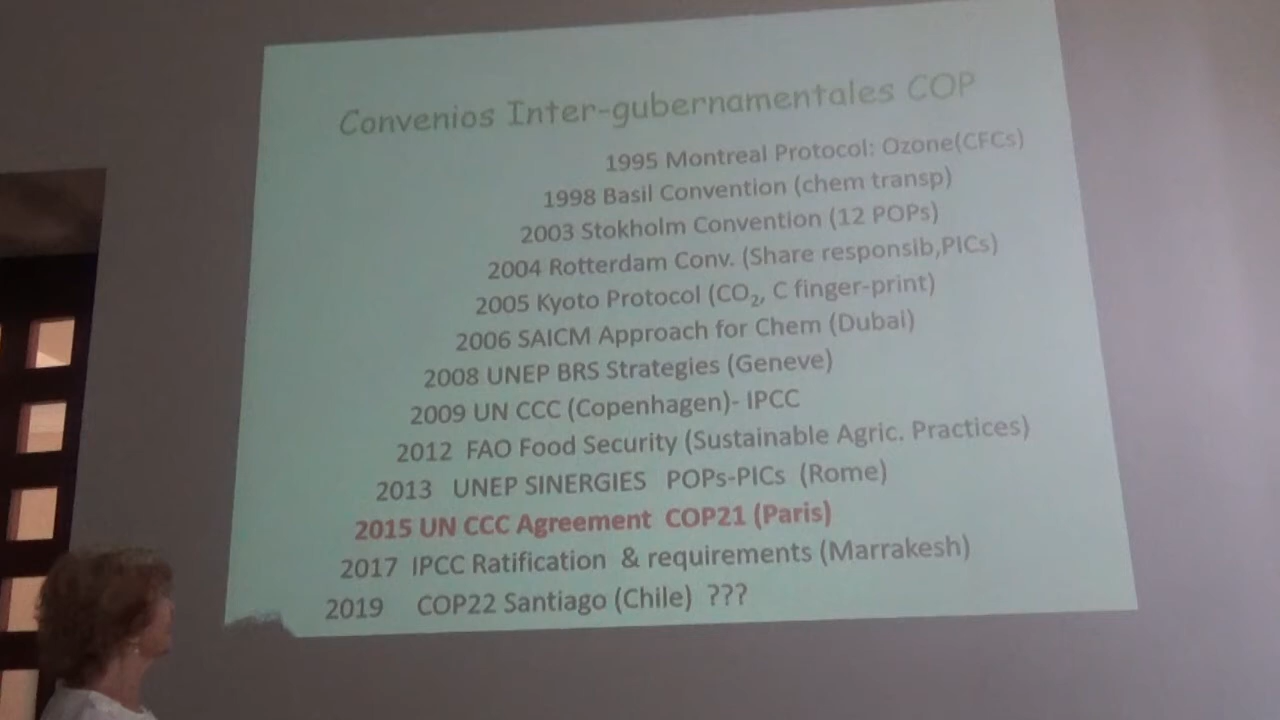 Convenios Inter-gubernamentales COP
1995 Montreal Protocol: Ozone(CFCs)
1998 Basil Convention (chem transp)
2003 Stokholm Convention (12 POPs)
2004 Rotterdam Conv. (Share responsib,PICs)
2005 Kyoto Protocol (CO₂, C finger-print)
2006 SAICM Approach for Chem (Dubai)
2008 UNEP BRS Strategies (Geneve)
2009 UN CCC (Copenhagen)- IPCC
2012 FAO Food Security (Sustainable Agric. Practices)
2013 UNEP SINERGIES POPs-PICs (Rome)
2015 UN CCC Agreement COP21 (Paris)
2017 IPCC Ratification & requirements (Marrakesh)
2019 COP22 Santiago (Chile) ???